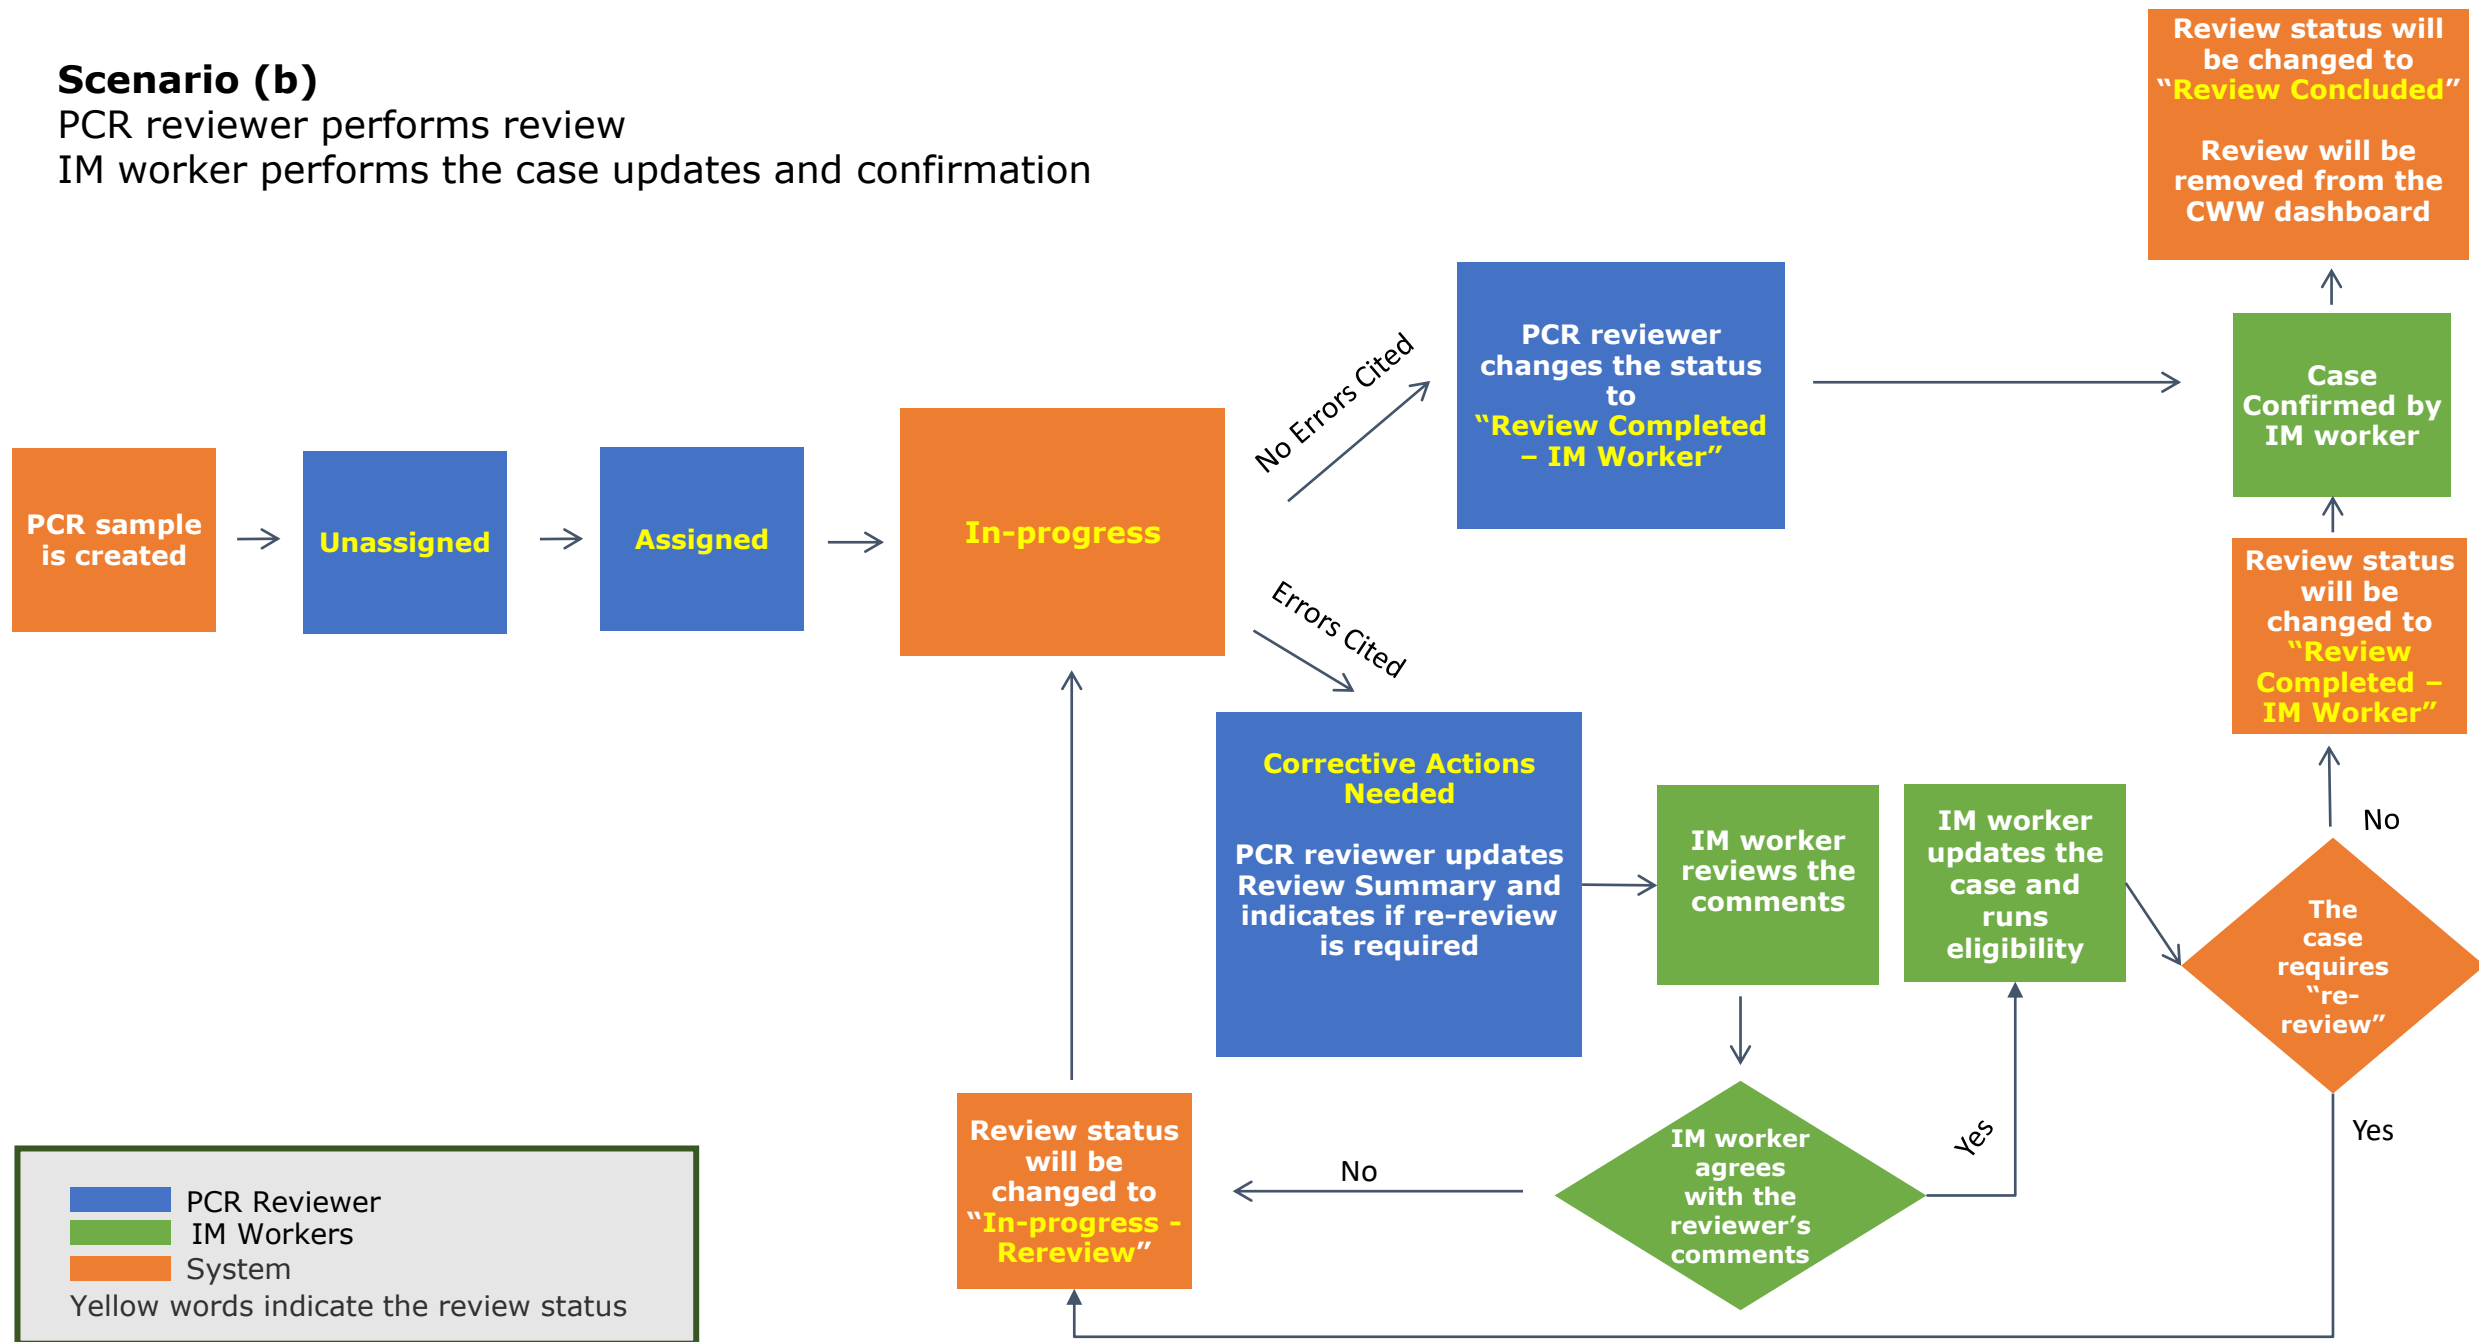 Scenario (b)
PCR reviewer performs review
IM worker performs the case updates and confirmation
PCR sample
is created
Unassigned
Assigned
In-progress
No Errors Cited
Errors Cited
PCR reviewer
changes the status
to
“Review Completed
– IM Worker”
Review status will
be changed to
“Review Concluded”
Review will be
removed from the
CWW dashboard
Case
Confirmed by
IM worker
Review status
will be
changed to
“Review
Completed –
IM Worker”
No
The
case
requires
“re-
review”
Yes
Corrective Actions
Needed
PCR reviewer updates
Review Summary and
indicates if re-review
is required
IM worker
reviews the
comments
IM worker
updates the
case and
runs
eligibility
IM worker
agrees
with the
reviewer’s
comments
Yes
No
Review status
will be
changed to
“In-progress -
Rereview”
PCR Reviewer
IM Workers
System
Yellow words indicate the review status